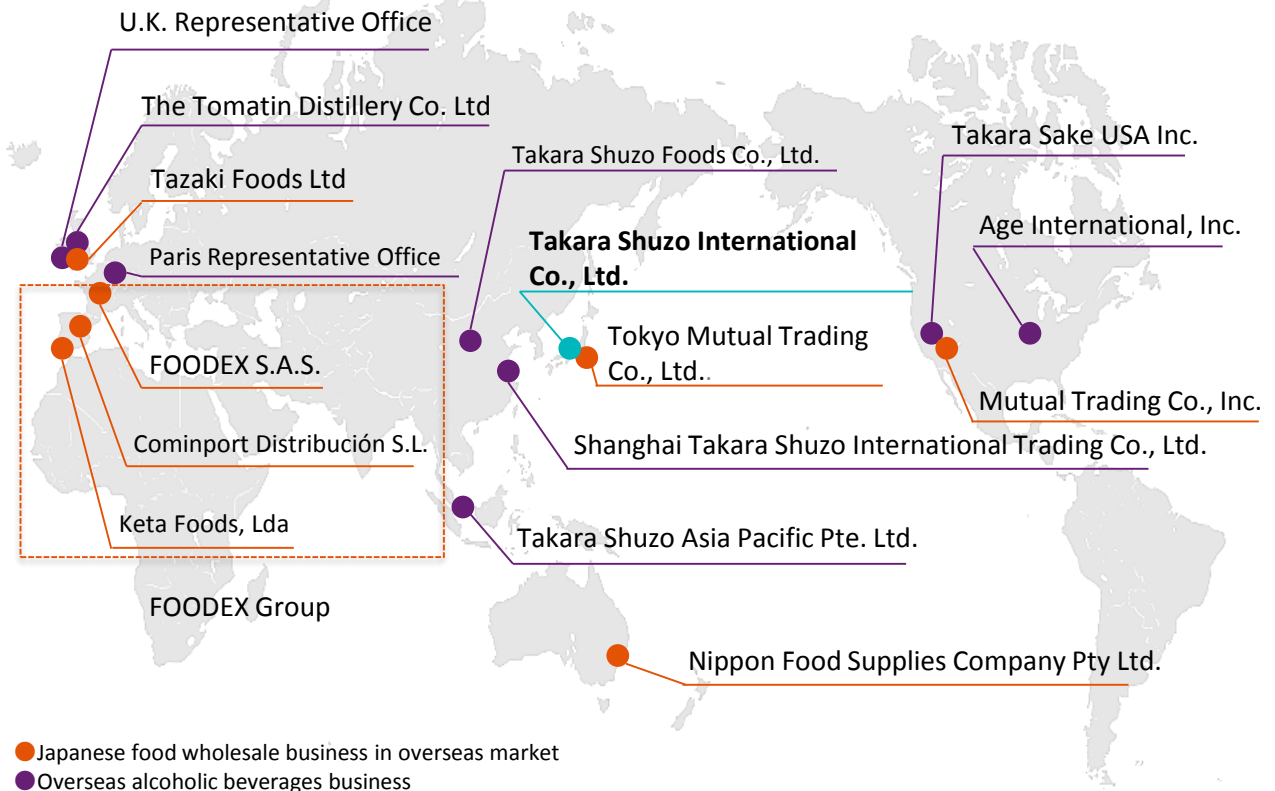 U.K. Representative Office
The Tomatin Distillery Co. Ltd
Tazaki Foods Ltd
Paris Representative Office
FOODEX S.A.S.
Cominport Distribución S.L.
Keta Foods, Lda
FOODEX Group
Takara Shuzo Foods Co., Ltd.
Takara Shuzo International
Co., Ltd.
Tokyo Mutual Trading
Co., Ltd..
Shanghai Takara Shuzo International Trading Co., Ltd.
Takara Shuzo Asia Pacific Pte. Ltd.
Nippon Food Supplies Company Pty Ltd.
Takara Sake USA Inc.
Age International, Inc.
Mutual Trading Co., Inc.
Japanese food wholesale business in overseas market
Overseas alcoholic beverages business